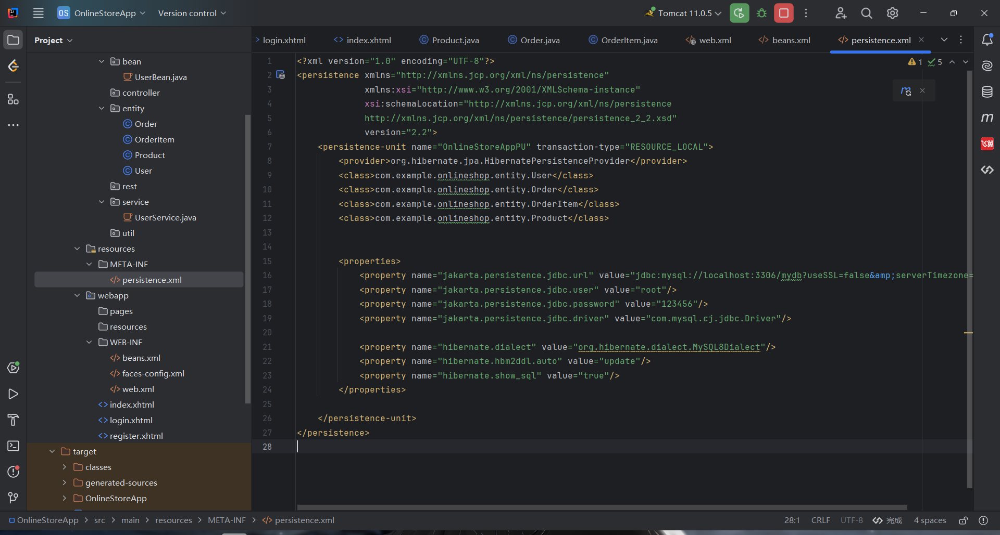 OS OnlineStoreApp Version control Tomcat 11.0.5
Project
login.xhtml index.xhtml Product.java Order.java OrderItem.java web.xml beans.xml persistence.xml
bean
UserBean.java
controller
entity
Order
OrderItem
Product
User
rest
service
UserService.java
util
resources
META-INF
persistence.xml
webapp
pages
resources
WEB-INF
beans.xml
faces-config.xml
web.xml
index.xhtml
login.xhtml
register.xhtml
target
classes
generated-sources
OnlineStoreApp
1 5
m
m
飞算
1 <?xml version="1.0" encoding="UTF-8"?>
2 <persistence xmlns="http://xmlns.jcp.org/xml/ns/persistence"
3 xmlns:xsi="http://www.w3.org/2001/XMLSchema-instance"
4 xsi:schemaLocation="http://xmlns.jcp.org/xml/ns/persistence
5 http://xmlns.jcp.org/xml/ns/persistence/persistence_2_2.xsd"
6 version="2.2">
7 <persistence-unit name="OnlineStoreAppPU" transaction-type="RESOURCE_LOCAL">
8 <provider>org.hibernate.jpa.HibernatePersistenceProvider</provider>
9 <class>com.example.onlineshop.entity.User</class>
10 <class>com.example.onlineshop.entity.Order</class>
11 <class>com.example.onlineshop.entity.OrderItem</class>
12 <class>com.example.onlineshop.entity.Product</class>
13
14
15 <properties>
16 <property name="jakarta.persistence.jdbc.url" value="jdbc:mysql://localhost:3306/mydb?useSSL=false&amp;serverTimezone=
17 <property name="jakarta.persistence.jdbc.user" value="root"/>
18 <property name="jakarta.persistence.jdbc.password" value="123456"/>
19 <property name="jakarta.persistence.jdbc.driver" value="com.mysql.cj.jdbc.Driver"/>
20
21 <property name="hibernate.dialect" value="org.hibernate.dialect.MySQL8Dialect"/>
22 <property name="hibernate.hbm2ddl.auto" value="update"/>
23 <property name="hibernate.show_sql" value="true"/>
24 </properties>
25
26 </persistence-unit>
27 </persistence>
28
OnlineStoreApp > src > main > resources > META-INF > persistence.xml 28:1 CRLF UTF-8 完成 4 spaces